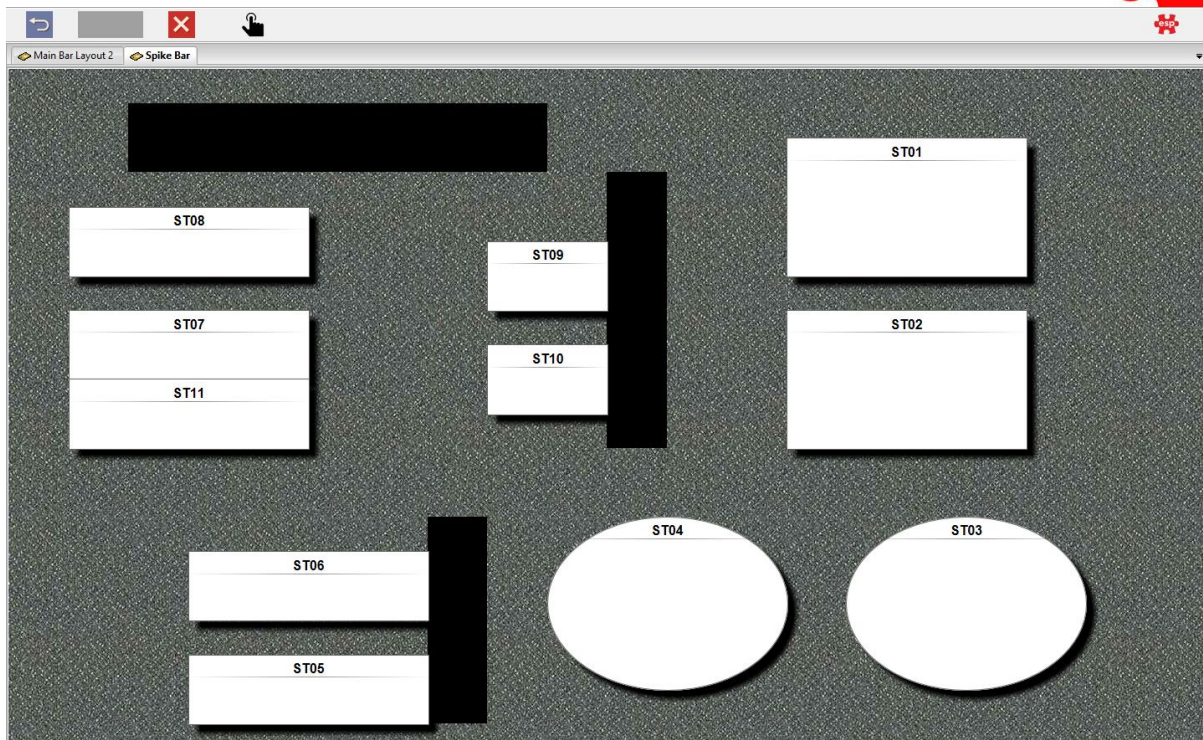 esp
Main Bar Layout 2
Spike Bar
ST01
ST08
ST09
ST07
ST02
ST10
ST11
ST04
ST03
ST06
ST05